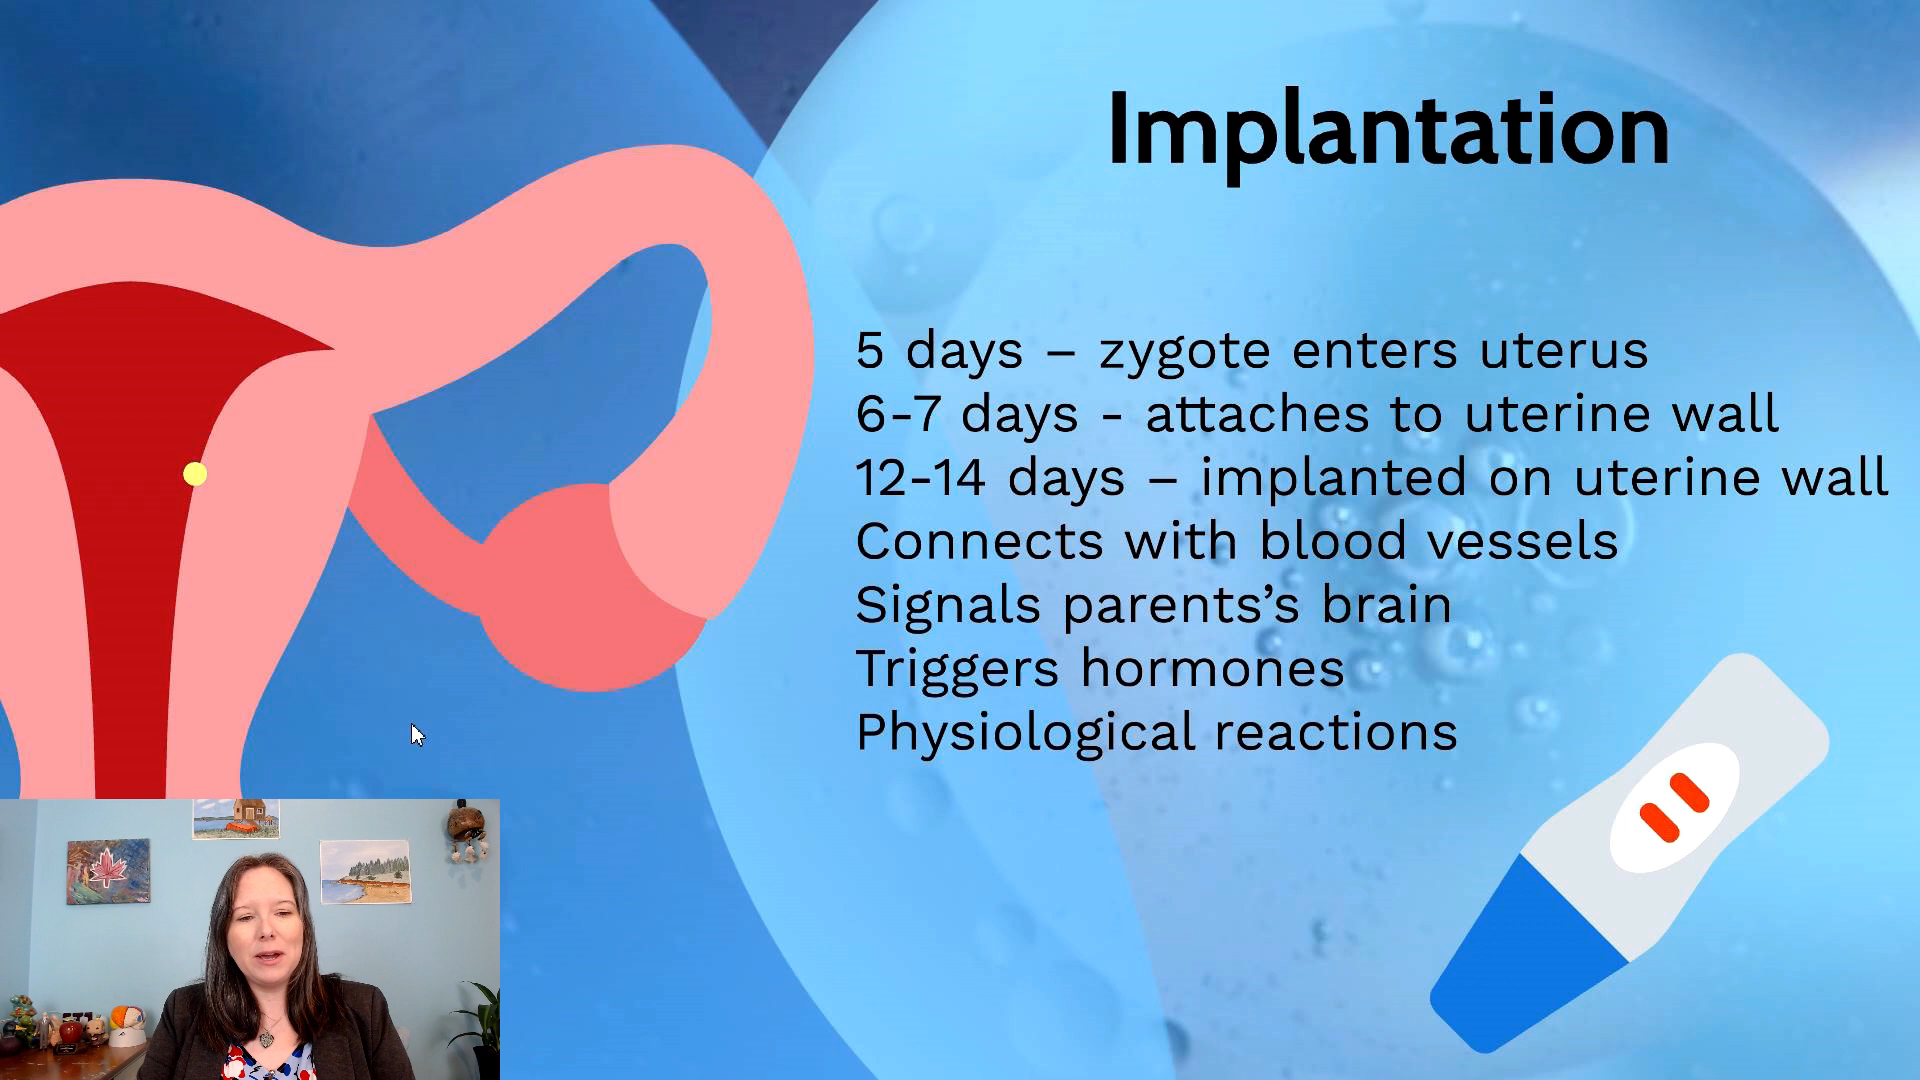 Implantation
5 days – zygote enters uterus
6-7 days - attaches to uterine wall
12-14 days – implanted on uterine wall
Connects with blood vessels
Signals parents’s brain
Triggers hormones
Physiological reactions